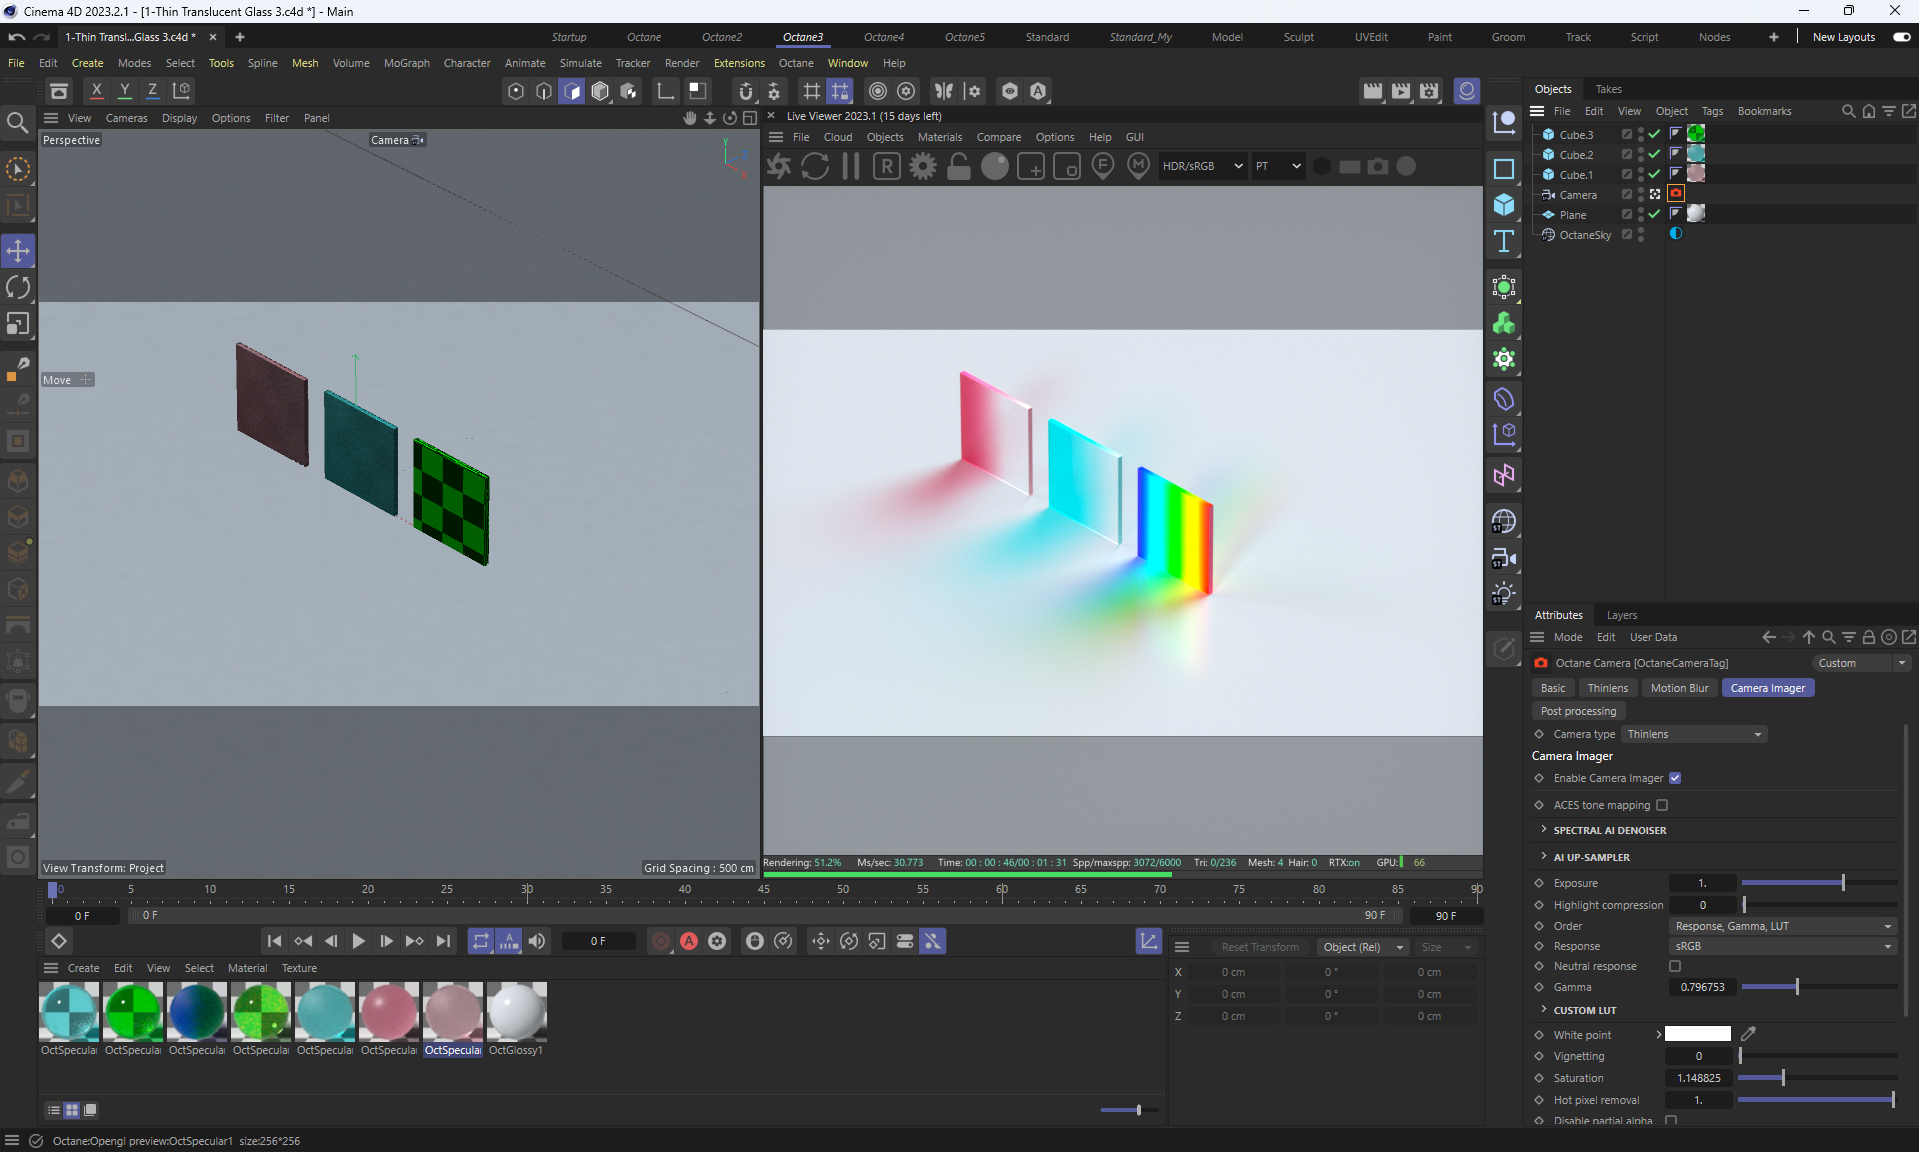 Cinema 4D 2023.2.1 - [1-Thin Translucent Glass 3.c4d *] - Main
1-Thin Transl...Glass 3.c4d *
Startup Octane Octane2 Octane3 Octane4 Octane5 Standard Standard_My Model Sculpt UVEdit Paint Groom Track Script Nodes New Layouts
File Edit Create Modes Select Tools Spline Mesh Volume MoGraph Character Animate Simulate Tracker Render Extensions Octane Window Help
X Y Z
View Cameras Display Options Filter Panel
Perspective
Camera
Y
Z
X
Move
View Transform: Project
Grid Spacing : 500 cm
Live Viewer 2023.1 (15 days left)
File Cloud Objects Materials Compare Options Help GUI
R F M HDR/sRGB PT
Rendering: 51.2% Ms/sec: 30.773 Time: 00 : 00 : 46/00 : 01 : 31 Spp/maxspp: 3072/6000 Tri: 0/236 Mesh: 4 Hair: 0 RTX:on GPU: 66
0 5 10 15 20 25 30 35 40 45 50 55 60 65 70 75 80 85 90
0 F
0 F
90 F
90 F
0 F
Create Edit View Select Material Texture
OctSpecular OctSpecular OctSpecular OctSpecular OctSpecular OctSpecular OctSpecular OctGlossy1
Reset Transform Object (Rel) Size
X 0 cm 0 ° 0 cm
Y 0 cm 0 ° 0 cm
Z 0 cm 0 ° 0 cm
Octane:Opengl preview:OctSpecular1 size:256*256
ST
ST
ST
Objects Takes
File Edit View Object Tags Bookmarks
Cube.3
Cube.2
Cube.1
Camera
Plane
OctaneSky
Attributes Layers
Mode Edit User Data
Octane Camera [OctaneCameraTag] Custom
Basic Thinlens Motion Blur Camera Imager
Post processing
Camera type Thinlens
Camera Imager
Enable Camera Imager
ACES tone mapping
SPECTRAL AI DENOISER
AI UP-SAMPLER
Exposure 1.
Highlight compression 0
Order Response, Gamma, LUT
Response sRGB
Neutral response
Gamma 0.796753
CUSTOM LUT
White point
Vignetting 0
Saturation 1.148825
Hot pixel removal 1.
Disable partial alpha